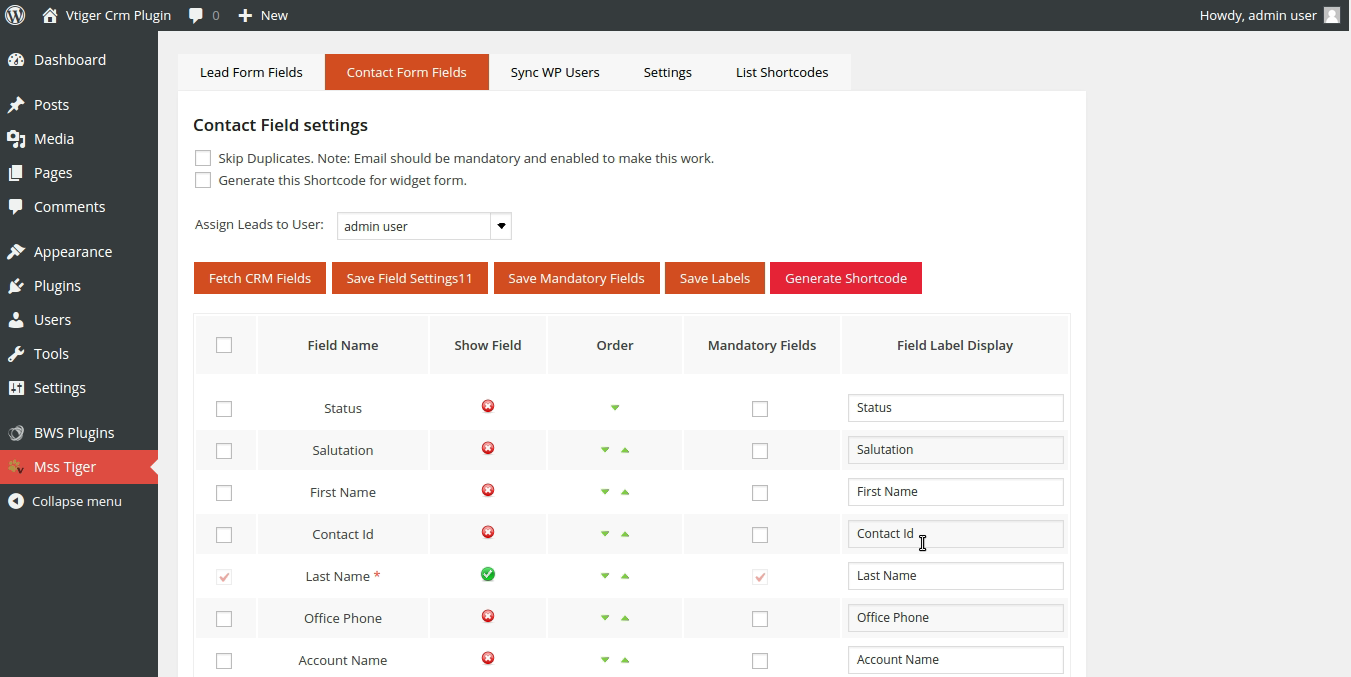 Vtiger Crm Plugin
New
Howdy, admin user
Dashboard
Posts
Media
Pages
Comments
Appearance
Plugins
Users
Tools
Settings
BWS Plugins
Mss Tiger
Collapse menu
Lead Form Fields Contact Form Fields Sync WP Users Settings List Shortcodes
Contact Field settings
Skip Duplicates. Note: Email should be mandatory and enabled to make this work.
Generate this Shortcode for widget form.
Assign Leads to User: admin user
Fetch CRM Fields Save Field Settings11 Save Mandatory Fields Save Labels Generate Shortcode
Field Name Show Field Order Mandatory Fields Field Label Display
Status Status
Salutation Salutation
First Name First Name
Contact Id Contact Id
Last Name * Last Name
Office Phone Office Phone
Account Name Account Name